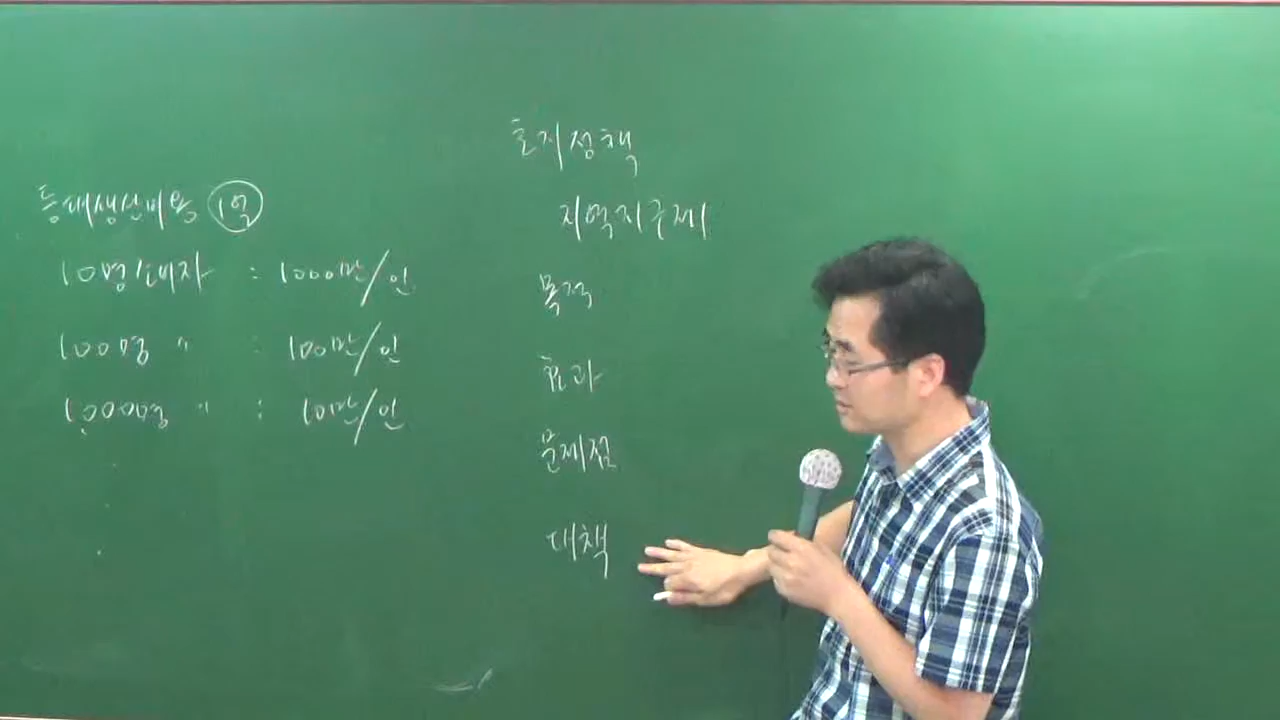 등대생산비용 1억
10명 소비자 : 1000만/인
100명 〃 : 100만/인
1,0000명 〃 : 10만/인
토지정책
지역지구제
목적
효과
문제점
대책